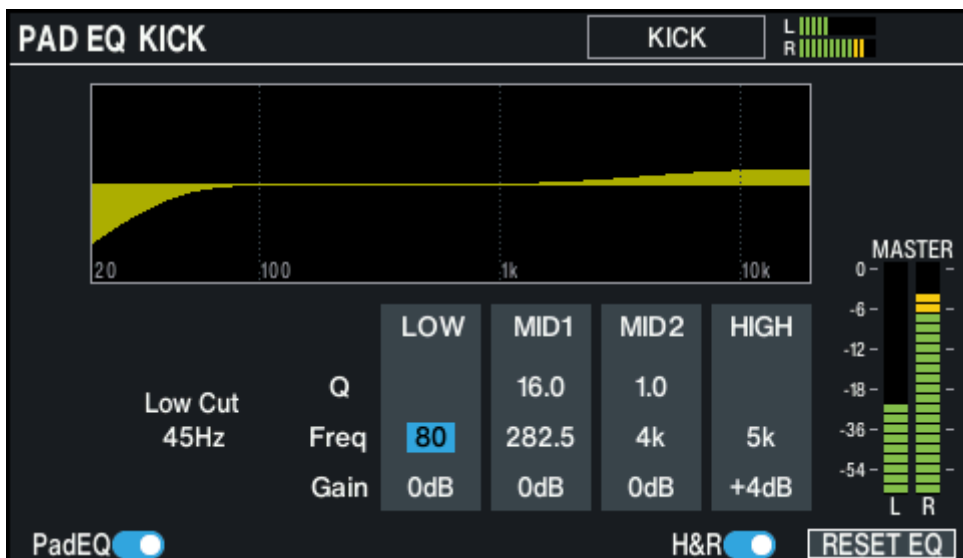 PAD EQ KICK
KICK
L
R
20 100 1k 10k
MASTER
0 -
-6 -
-12 -
-18 -
-36 -
-54 -
L R
LOW MID1 MID2 HIGH
Q 16.0 1.0
Low Cut
45Hz
Freq 80 282.5 4k 5k
Gain 0dB 0dB 0dB +4dB
PadEQ H&R RESET EQ